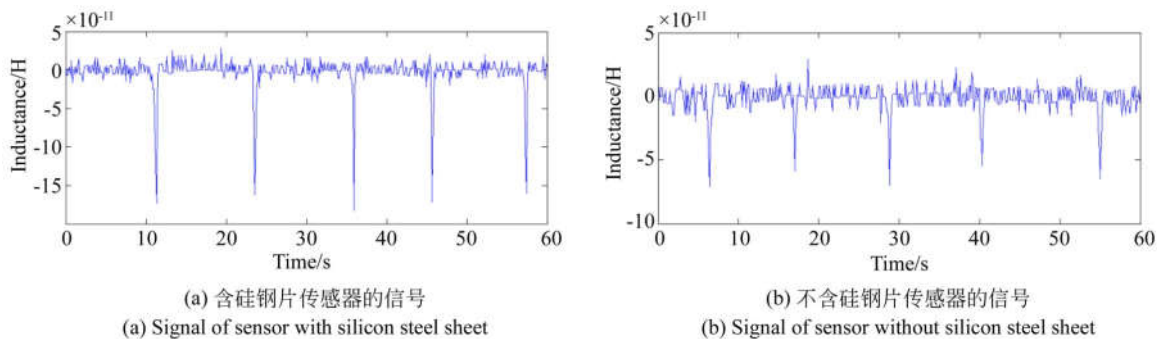 ×10⁻¹¹
5
0
-5
-10
-15
Inductance/H
0 10 20 30 40 50 60
Time/s
(a) 含硅钢片传感器的信号
(a) Signal of sensor with silicon steel sheet
×10⁻¹¹
5
0
-5
-10
Inductance/H
0 10 20 30 40 50 60
Time/s
(b) 不含硅钢片传感器的信号
(b) Signal of sensor without silicon steel sheet